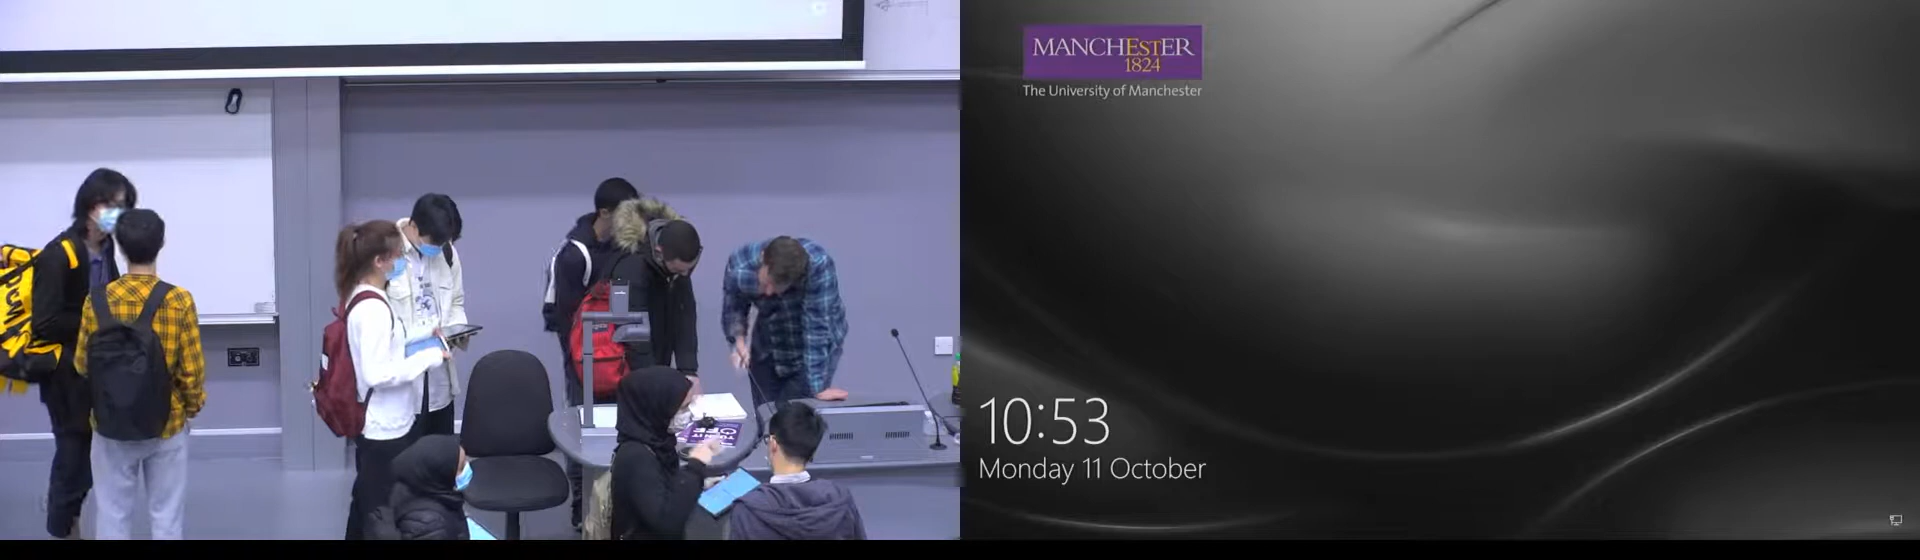 MANCHESTER
1824
The University of Manchester
10:53
Monday 11 October